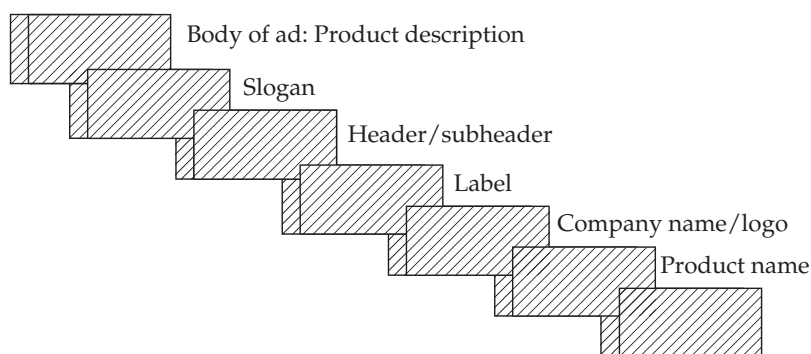 Body of ad: Product description
Slogan
Header/subheader
Label
Company name/logo
Product name